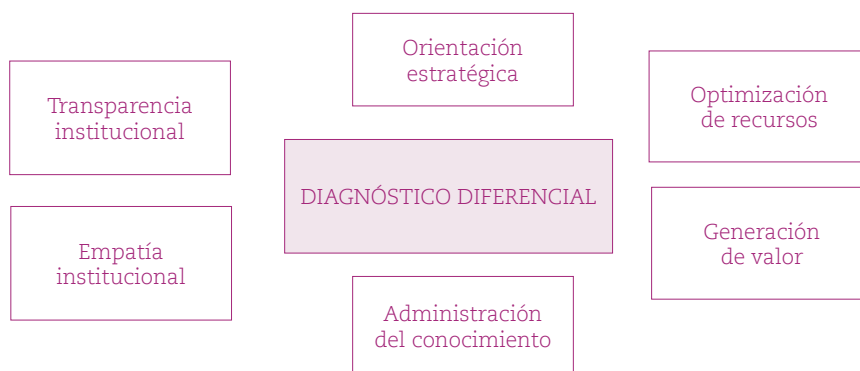 Orientación
estratégica
Transparencia
institucional
Optimización
de recursos
DIAGNÓSTICO DIFERENCIAL
Empatía
institucional
Generación
de valor
Administración
del conocimiento